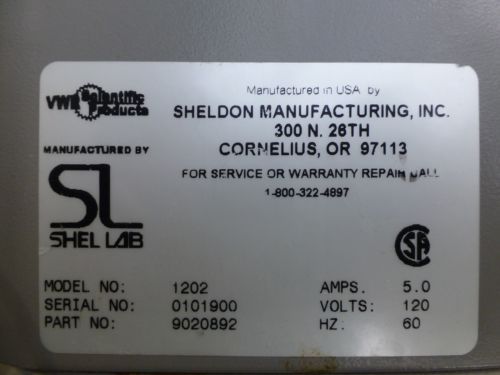 VWR Scientific Products
Manufactured in USA by
SHELDON MANUFACTURING, INC.
300 N. 26TH
CORNELIUS, OR 97113
MANUFACTURED BY
SL
SHEL LAB
FOR SERVICE OR WARRANTY REPAIR CALL
1-800-322-4897
CSA
MODEL NO: 1202 AMPS. 5.0
SERIAL NO: 0101900 VOLTS: 120
PART NO: 9020892 HZ: 60